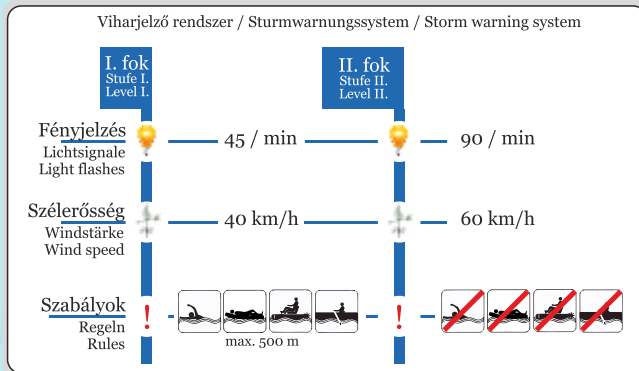 Viharjelző rendszer / Sturmwarnungssystem / Storm warning system
I. fok
Stufe I.
Level I.
II. fok
Stufe II.
Level II.
Fényjelzés
Lichtsignale
Light flashes
45 / min
90 / min
Szélerősség
Windstärke
Wind speed
40 km/h
60 km/h
Szabályok
Regeln
Rules
!
max. 500 m
!